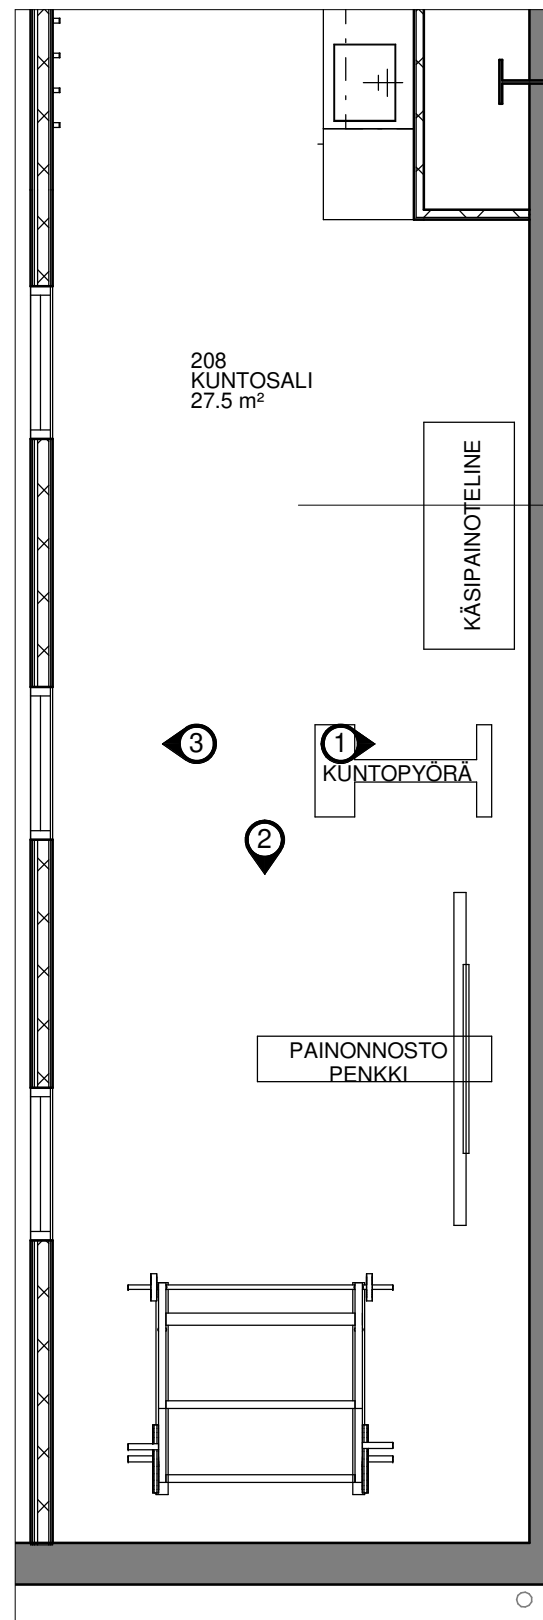 208
KUNTOSALI
27.5 m²
KÄSIPAINOTELINE
3
1
KUNTOPYÖRÄ
2
PAINONNOSTO
PENKKI